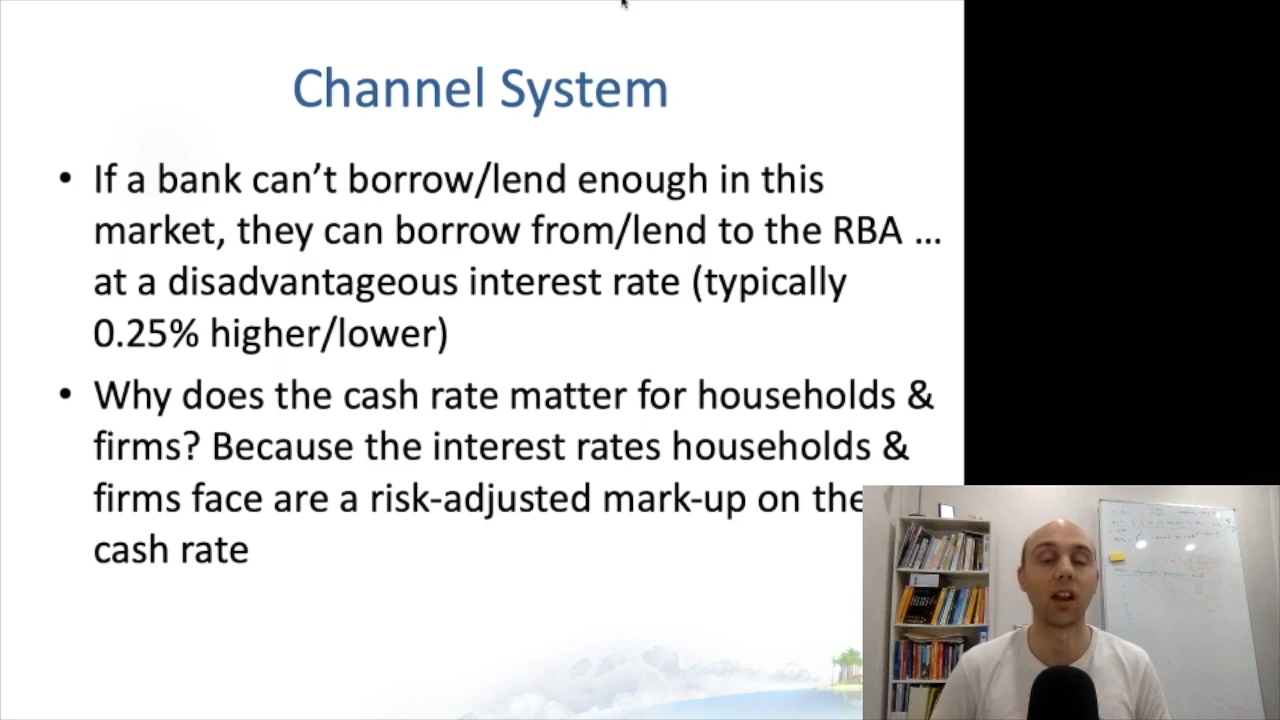 Channel System
• If a bank can’t borrow/lend enough in this
market, they can borrow from/lend to the RBA ...
at a disadvantageous interest rate (typically
0.25% higher/lower)
• Why does the cash rate matter for households &
firms? Because the interest rates households &
firms face are a risk-adjusted mark-up on the
cash rate